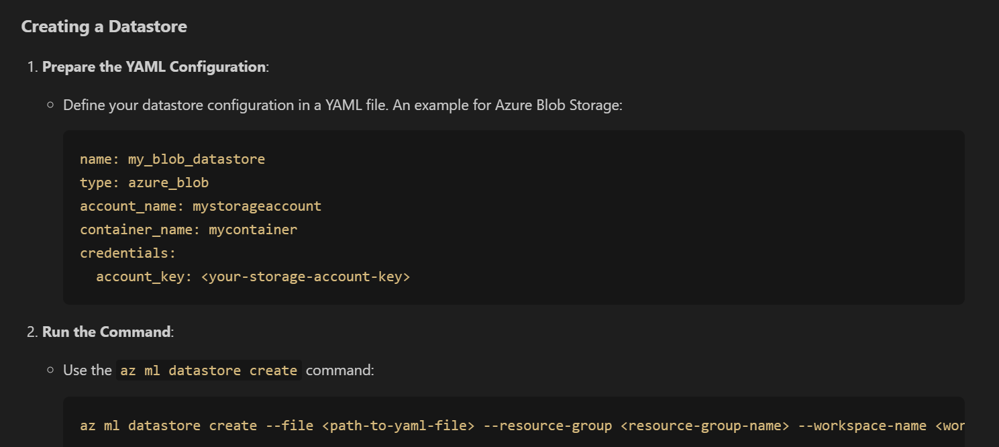 Creating a Datastore
1. Prepare the YAML Configuration:
Define your datastore configuration in a YAML file. An example for Azure Blob Storage:
name: my_blob_datastore
type: azure_blob
account_name: mystorageaccount
container_name: mycontainer
credentials:
  account_key: <your-storage-account-key>
2. Run the Command:
Use the az ml datastore create command:
az ml datastore create --file <path-to-yaml-file> --resource-group <resource-group-name> --workspace-name <wor